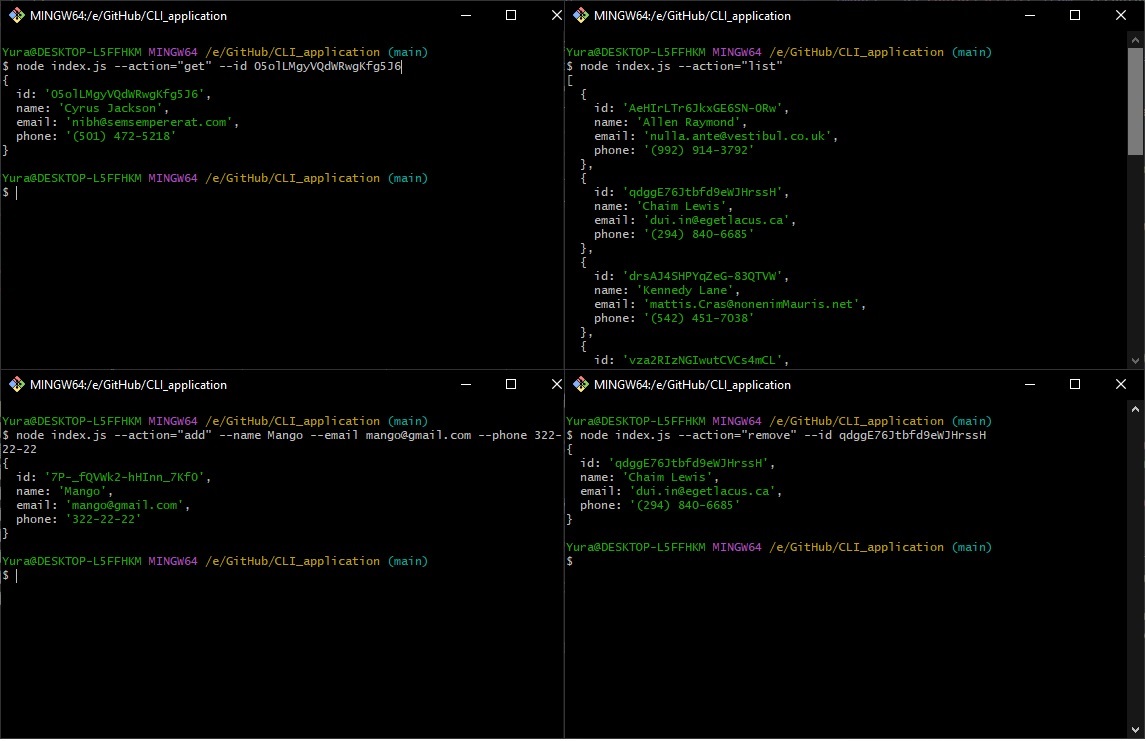 MINGW64:/e/GitHub/CLI_application
Yura@DESKTOP-L5FFHKM MINGW64 /e/GitHub/CLI_application (main)
$ node index.js --action="get" --id 05olLMgyVQdWRwgKfg5J6
{
  id: '05olLMgyVQdWRwgKfg5J6',
  name: 'Cyrus Jackson',
  email: 'nibh@semsempererat.com',
  phone: '(501) 472-5218'
}
Yura@DESKTOP-L5FFHKM MINGW64 /e/GitHub/CLI_application (main)
$
MINGW64:/e/GitHub/CLI_application
Yura@DESKTOP-L5FFHKM MINGW64 /e/GitHub/CLI_application (main)
$ node index.js --action="list"
[
  {
    id: 'AeHIrLTr6JkxGE6SN-0Rw',
    name: 'Allen Raymond',
    email: 'nulla.ante@vestibul.co.uk',
    phone: '(992) 914-3792'
  },
  {
    id: 'qdggE76Jtbfd9eWJHrssH',
    name: 'Chaim Lewis',
    email: 'dui.in@egetlacus.ca',
    phone: '(294) 840-6685'
  },
  {
    id: 'drsAJ4SHPYqZeG-83QTVW',
    name: 'Kennedy Lane',
    email: 'mattis.Cras@nonenimMauris.net',
    phone: '(542) 451-7038'
  },
  {
    id: 'vza2RIzNGIwutCVCs4mCL',
MINGW64:/e/GitHub/CLI_application
Yura@DESKTOP-L5FFHKM MINGW64 /e/GitHub/CLI_application (main)
$ node index.js --action="add" --name Mango --email mango@gmail.com --phone 322-
22-22
{
  id: '7P-_fQVWk2-hHInn_7Kf0',
  name: 'Mango',
  email: 'mango@gmail.com',
  phone: '322-22-22'
}
Yura@DESKTOP-L5FFHKM MINGW64 /e/GitHub/CLI_application (main)
$
MINGW64:/e/GitHub/CLI_application
Yura@DESKTOP-L5FFHKM MINGW64 /e/GitHub/CLI_application (main)
$ node index.js --action="remove" --id qdggE76Jtbfd9eWJHrssH
{
  id: 'qdggE76Jtbfd9eWJHrssH',
  name: 'Chaim Lewis',
  email: 'dui.in@egetlacus.ca',
  phone: '(294) 840-6685'
}
Yura@DESKTOP-L5FFHKM MINGW64 /e/GitHub/CLI_application (main)
$